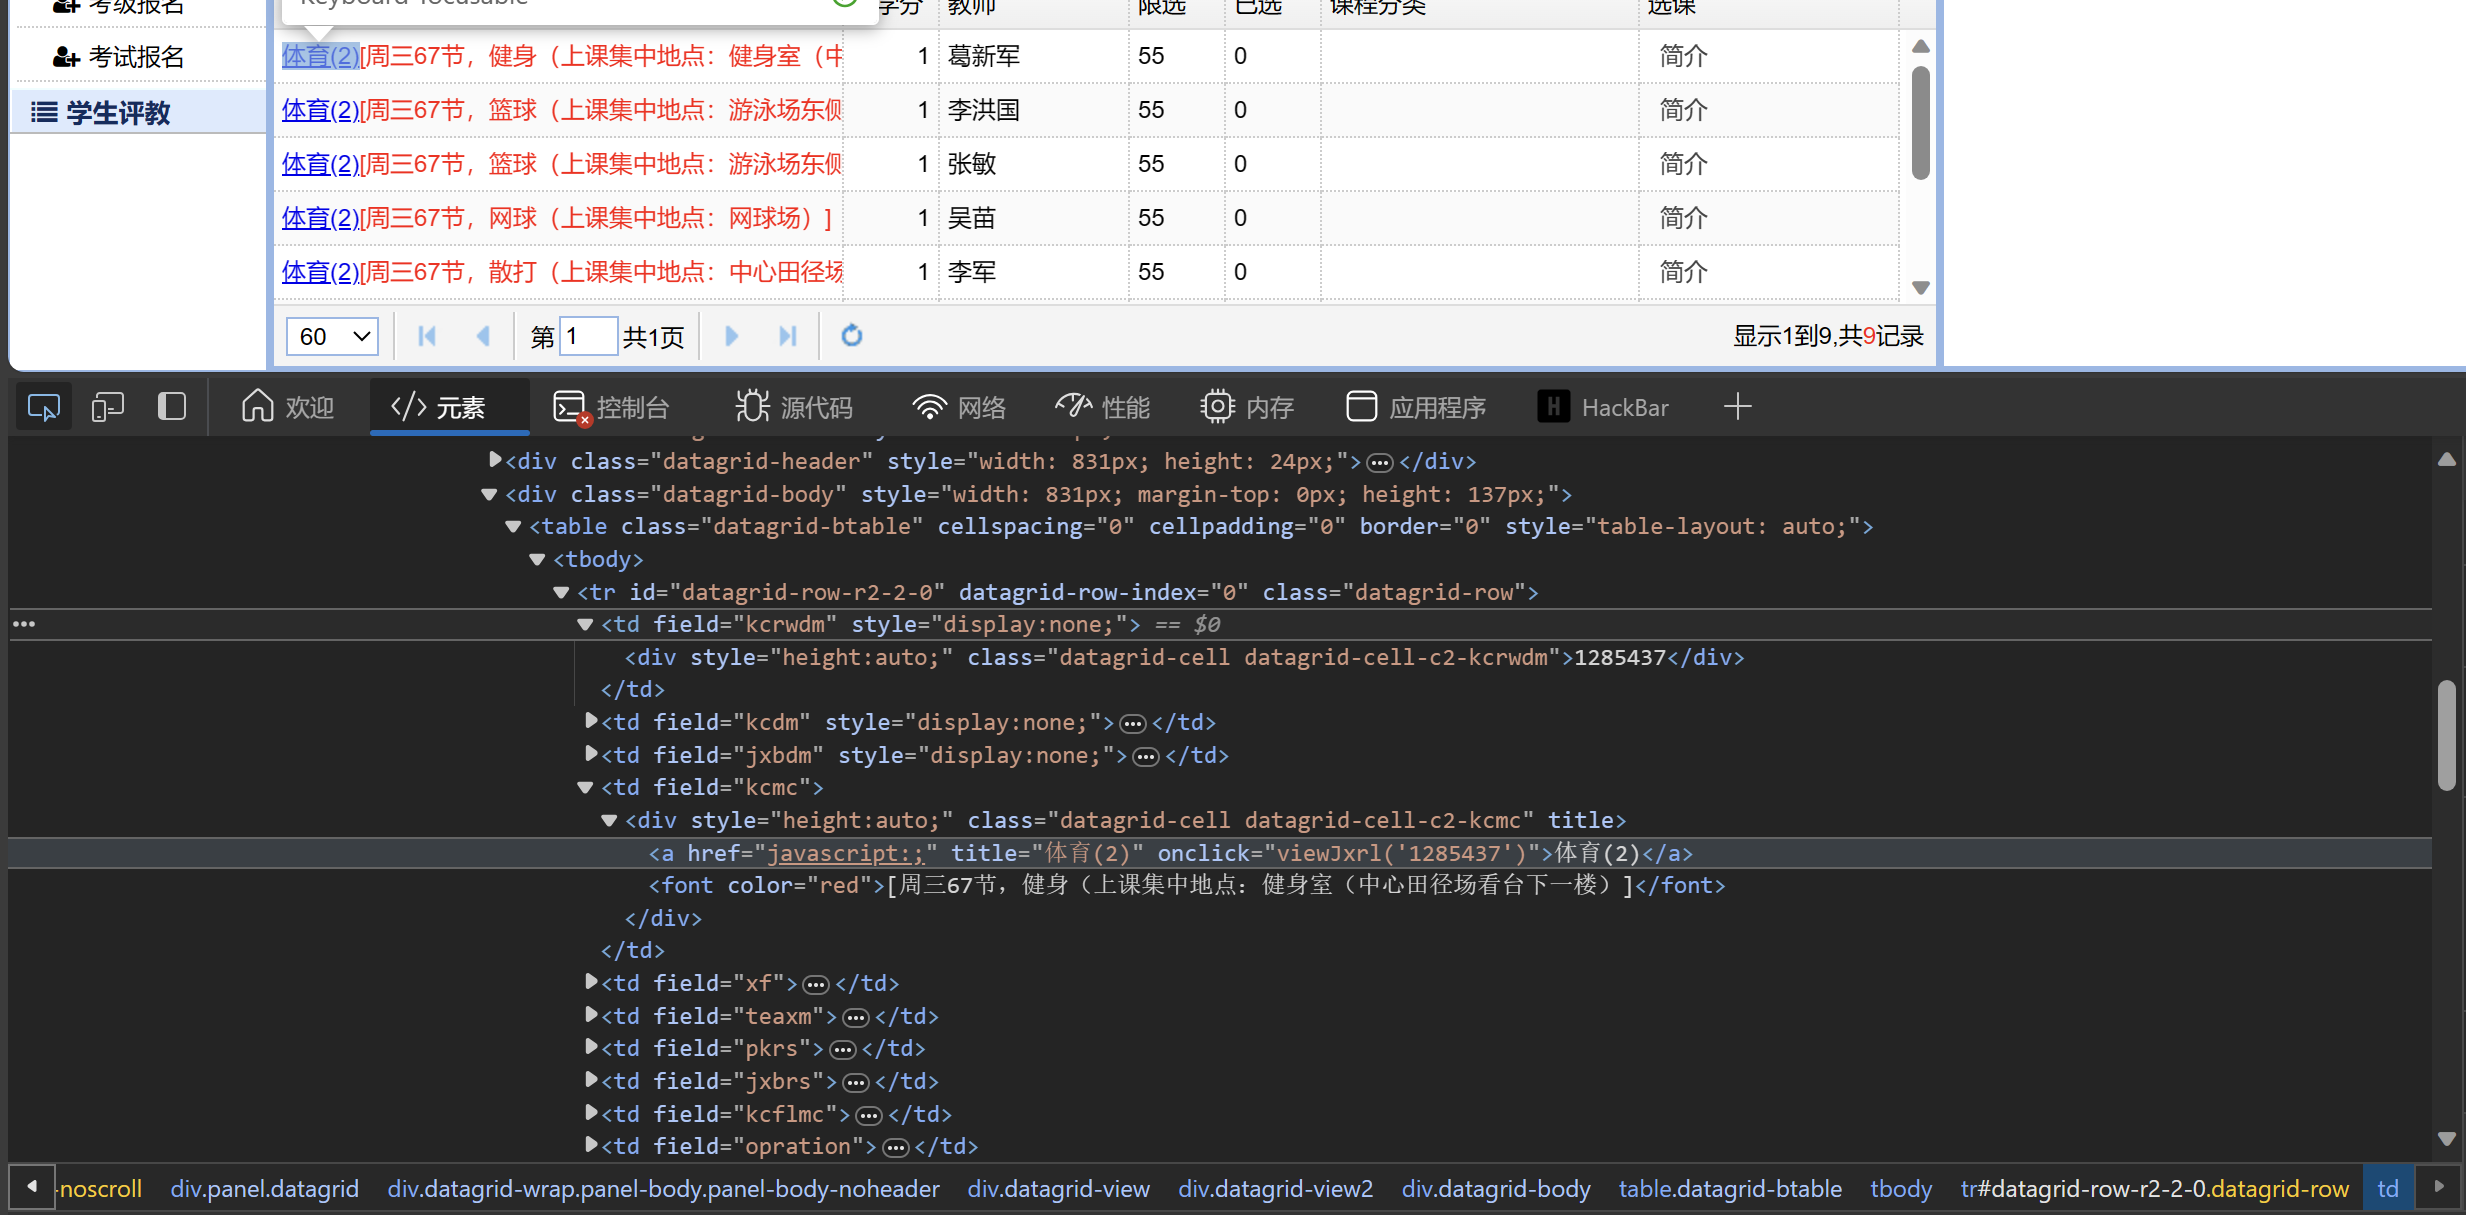 考级报名
考试报名
学生评教
Keyboard-focusable
学分 教师 限选 已选 课程分类 选课
体育(2)[周三67节，健身（上课集中地点：健身室（中 1 葛新军 55 0 简介
体育(2)[周三67节，篮球（上课集中地点：游泳场东侧 1 李洪国 55 0 简介
体育(2)[周三67节，篮球（上课集中地点：游泳场东侧 1 张敏 55 0 简介
体育(2)[周三67节，网球（上课集中地点：网球场）] 1 吴苗 55 0 简介
体育(2)[周三67节，散打（上课集中地点：中心田径场 1 李军 55 0 简介
60 第 1 共1页 显示1到9,共9记录
欢迎 </> 元素 控制台 源代码 网络 性能 内存 应用程序 H HackBar
<div class="datagrid-header" style="width: 831px; height: 24px;">…</div>
<div class="datagrid-body" style="width: 831px; margin-top: 0px; height: 137px;">
<table class="datagrid-btable" cellspacing="0" cellpadding="0" border="0" style="table-layout: auto;">
<tbody>
<tr id="datagrid-row-r2-2-0" datagrid-row-index="0" class="datagrid-row">
… <td field="kcrwdm" style="display:none;"> == $0
<div style="height:auto;" class="datagrid-cell datagrid-cell-c2-kcrwdm">1285437</div>
</td>
<td field="kcdm" style="display:none;">…</td>
<td field="jxbdm" style="display:none;">…</td>
<td field="kcmc">
<div style="height:auto;" class="datagrid-cell datagrid-cell-c2-kcmc" title>
<a href="javascript:;" title="体育(2)" onclick="viewJxrl('1285437')">体育(2)</a>
<font color="red">[周三67节，健身（上课集中地点：健身室（中心田径场看台下一楼）]</font>
</div>
</td>
<td field="xf">…</td>
<td field="teaxm">…</td>
<td field="pkrs">…</td>
<td field="jxbrs">…</td>
<td field="kcflmc">…</td>
<td field="opration">…</td>
-noscroll div.panel.datagrid div.datagrid-wrap.panel-body.panel-body-noheader div.datagrid-view div.datagrid-view2 div.datagrid-body table.datagrid-btable tbody tr#datagrid-row-r2-2-0.datagrid-row td